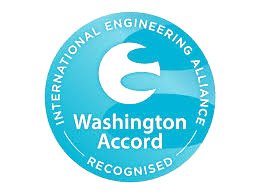 INTERNATIONAL ENGINEERING ALLIANCE
Washington
Accord
RECOGNISED